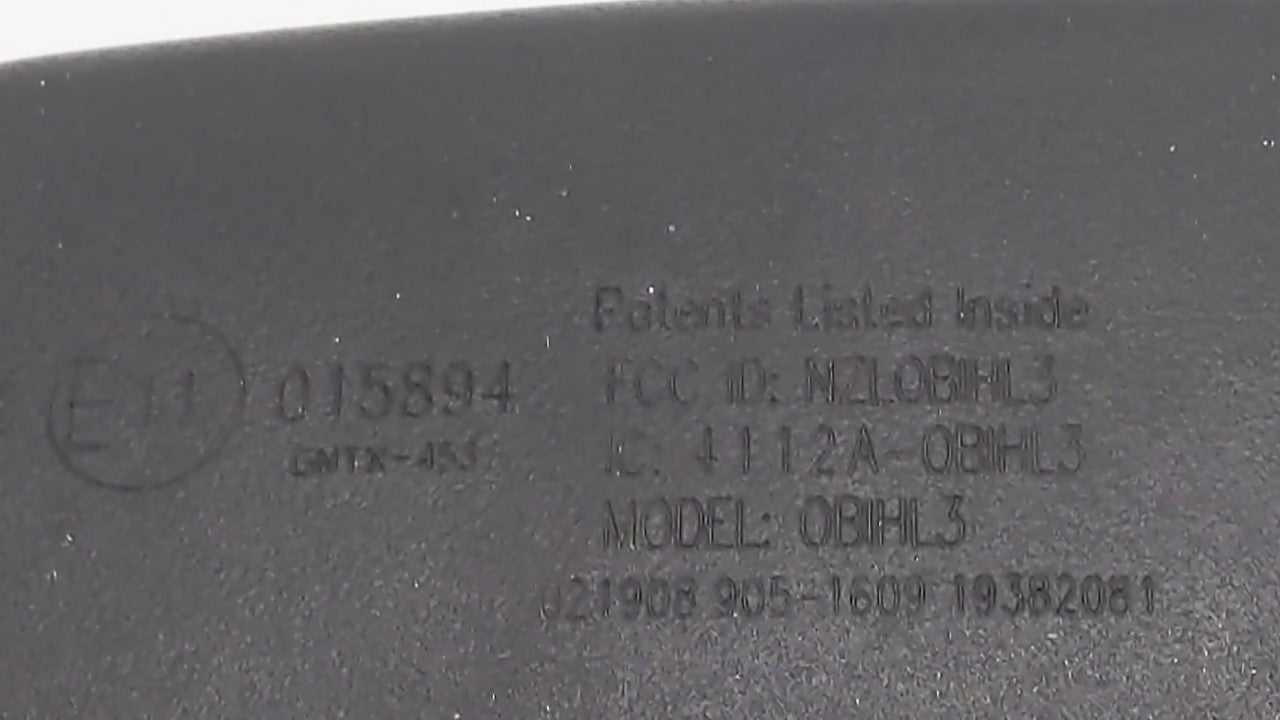 Patents Listed Inside
E11 015894
FCC ID: NZLOBIHL3
GNTX-453
IC: 4112A-OBIHL3
MODEL: OBIHL3
021908 905-1609 19382081